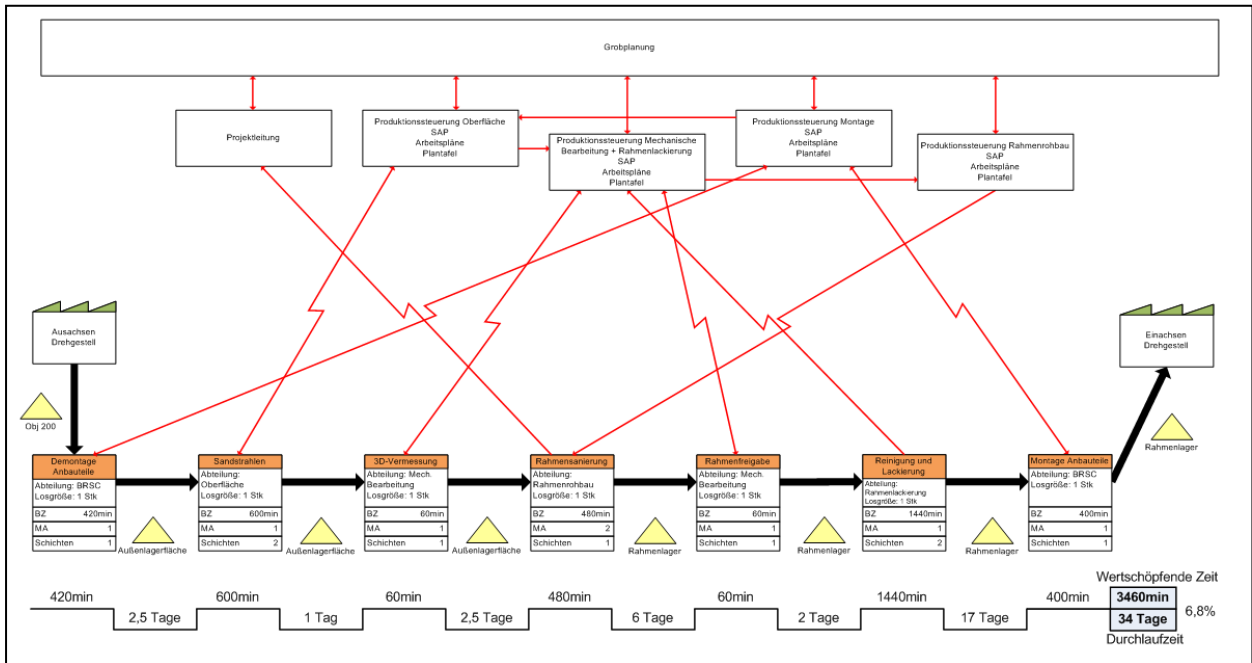 Grobplanung
Projektleitung
Produktionssteuerung Oberfläche
SAP
Arbeitspläne
Plantafel
Produktionssteuerung Mechanische
Bearbeitung + Rahmenlackierung
SAP
Arbeitspläne
Plantafel
Produktionssteuerung Montage
SAP
Arbeitspläne
Plantafel
Produktionssteuerung Rahmenrohbau
SAP
Arbeitspläne
Plantafel
Ausachsen
Drehgestell
Einachsen
Drehgestell
Obj 200
Rahmenlager
Demontage
Anbauteile
Abteilung: BRSC
Losgröße: 1 Stk
BZ 420min
MA 1
Schichten 1
Außenlagerfläche
Sandstrahlen
Abteilung:
Oberfläche
Losgröße: 1 Stk
BZ 600min
MA 1
Schichten 2
Außenlagerfläche
3D-Vermessung
Abteilung: Mech.
Bearbeitung
Losgröße: 1 Stk
BZ 60min
MA 1
Schichten 1
Außenlagerfläche
Rahmensanierung
Abteilung:
Rahmenrohbau
Losgröße: 1 Stk
BZ 480min
MA 2
Schichten 1
Rahmenlager
Rahmenfreigabe
Abteilung: Mech.
Bearbeitung
Losgröße: 1 Stk
BZ 60min
MA 1
Schichten 1
Rahmenlager
Reinigung und
Lackierung
Abteilung:
Rahmenlackierung
Losgröße: 1 Stk
BZ 1440min
MA 1
Schichten 2
Rahmenlager
Montage Anbauteile
Abteilung: BRSC
Losgröße: 1 Stk
BZ 400min
MA 1
Schichten 1
Wertschöpfende Zeit
420min 600min 60min 480min 60min 1440min 400min 3460min
6,8%
2,5 Tage 1 Tag 2,5 Tage 6 Tage 2 Tage 17 Tage 34 Tage
Durchlaufzeit